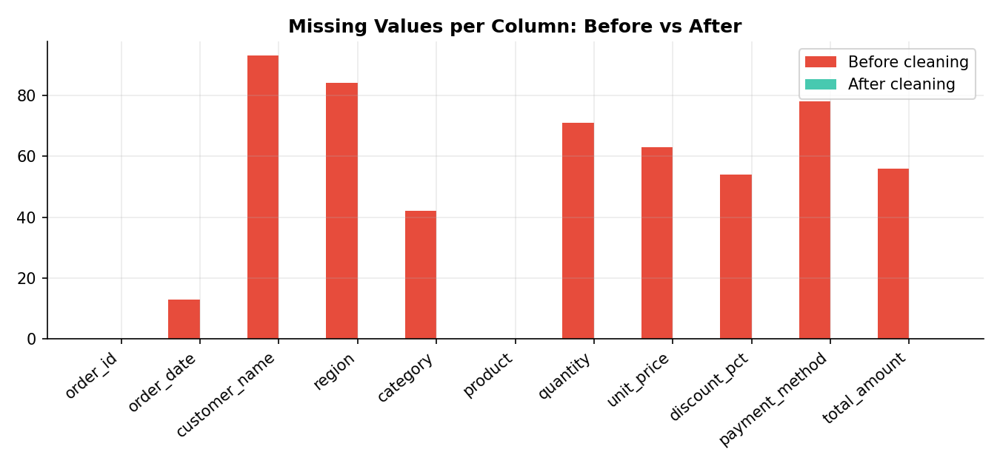 Missing Values per Column: Before vs After
Before cleaning
After cleaning
80
60
40
20
0
order_id
order_date
customer_name
region
category
product
quantity
unit_price
discount_pct
payment_method
total_amount